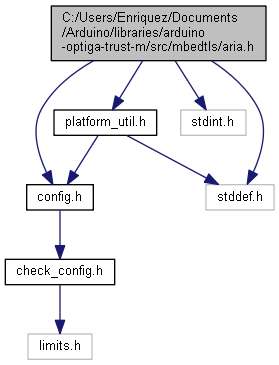 C:/Users/Enriquez/Documents
/Arduino/libraries/arduino
-optiga-trust-m/src/mbedtls/aria.h
platform_util.h
stdint.h
config.h
stddef.h
check_config.h
limits.h